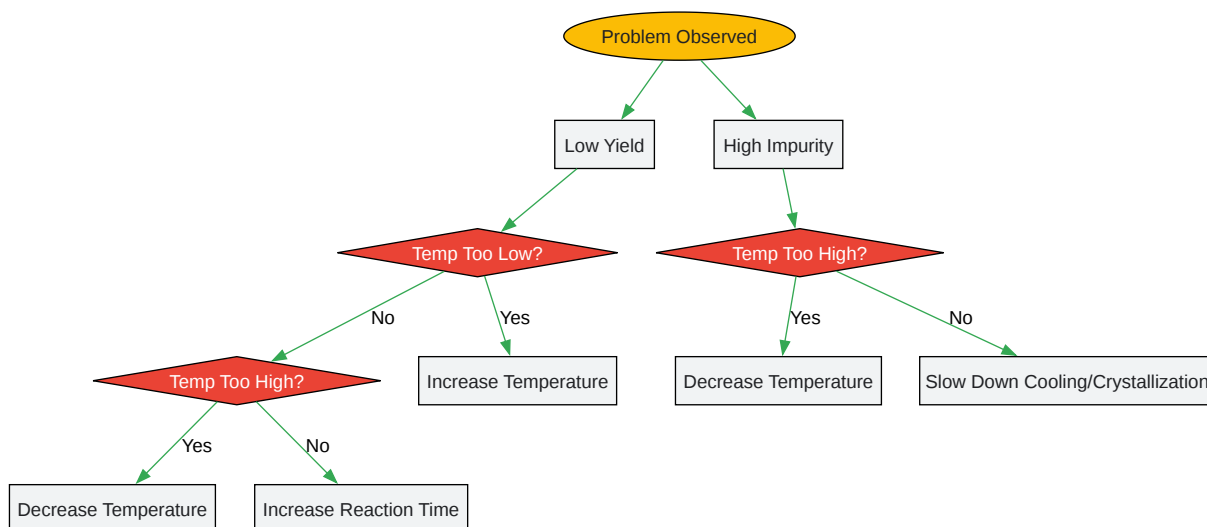 Problem Observed
Low Yield
High Impurity
Temp Too Low?
Temp Too High?
No
Yes
Yes
No
Temp Too High?
Increase Temperature
Decrease Temperature
Slow Down Cooling/Crystallization
Yes
No
Decrease Temperature
Increase Reaction Time